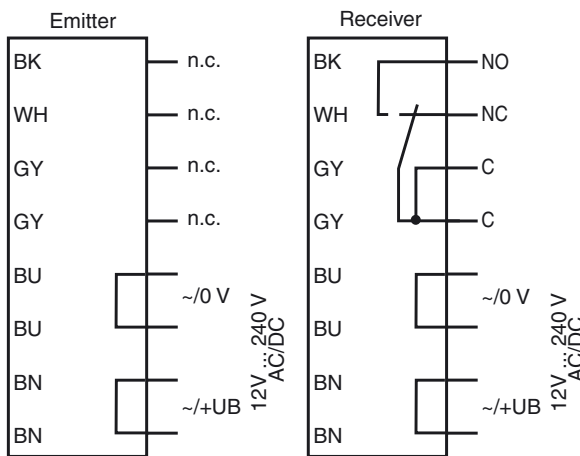 Emitter
BK n.c.
WH n.c.
GY n.c.
GY n.c.
BU
~/0 V
BU
BN
~/+UB
BN
12V ... 240 V
AC/DC
Receiver
BK NO
WH NC
GY C
GY C
BU
~/0 V
BU
BN
~/+UB
BN
12V ... 240 V
AC/DC